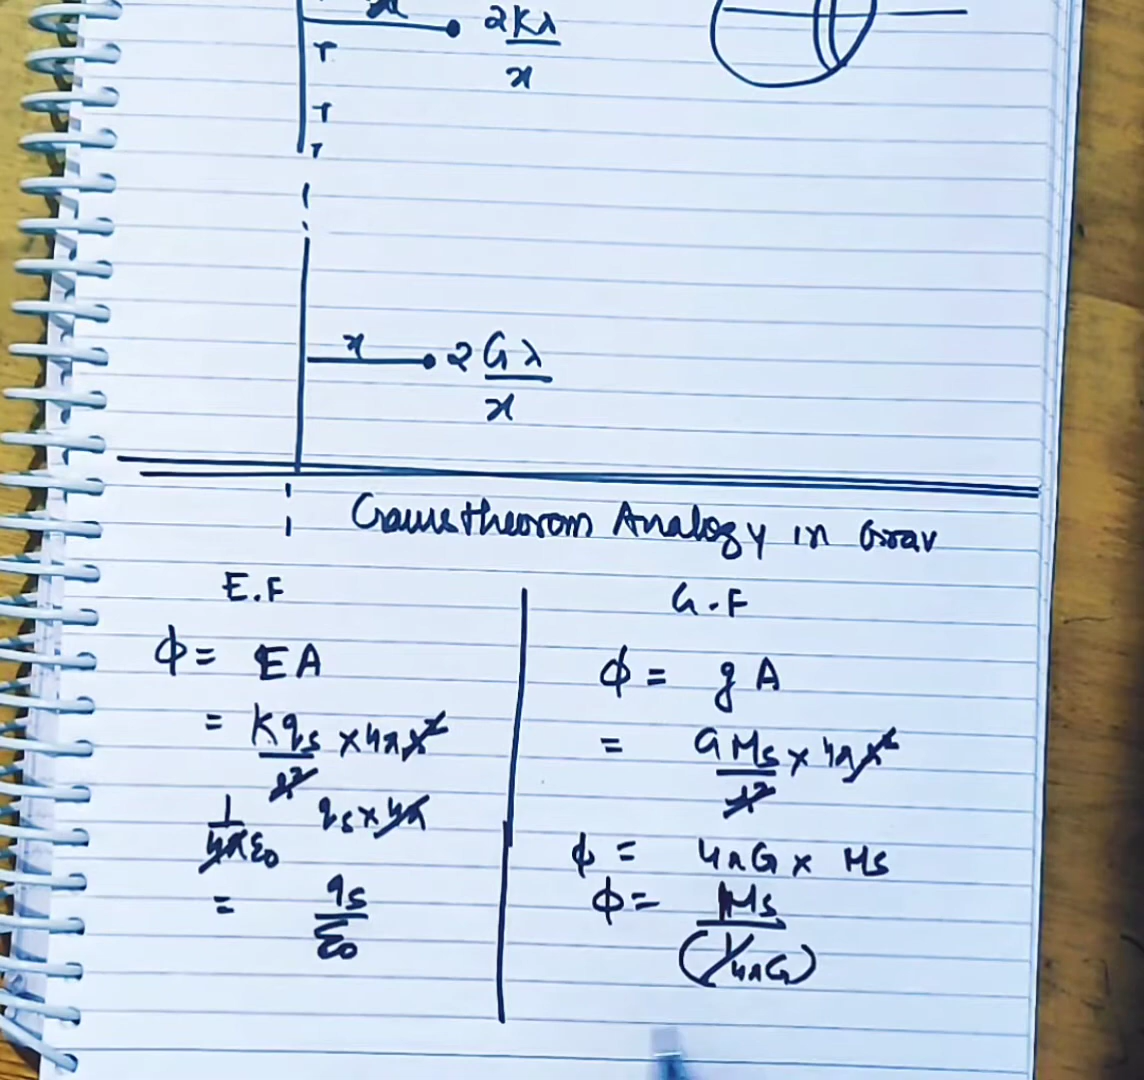 x 2Kλ
x
x 2Gλ
x
Gauss theorom Analogy in Grav
E.F
ϕ = EA
= Kqs × 4πx²
x²
1 qs × 4π
4πε0
= qs
ε0
G.F
ϕ = gA
= GMs × 4πx²
x²
ϕ = 4πG × Ms
ϕ = Ms
(1/4πG)